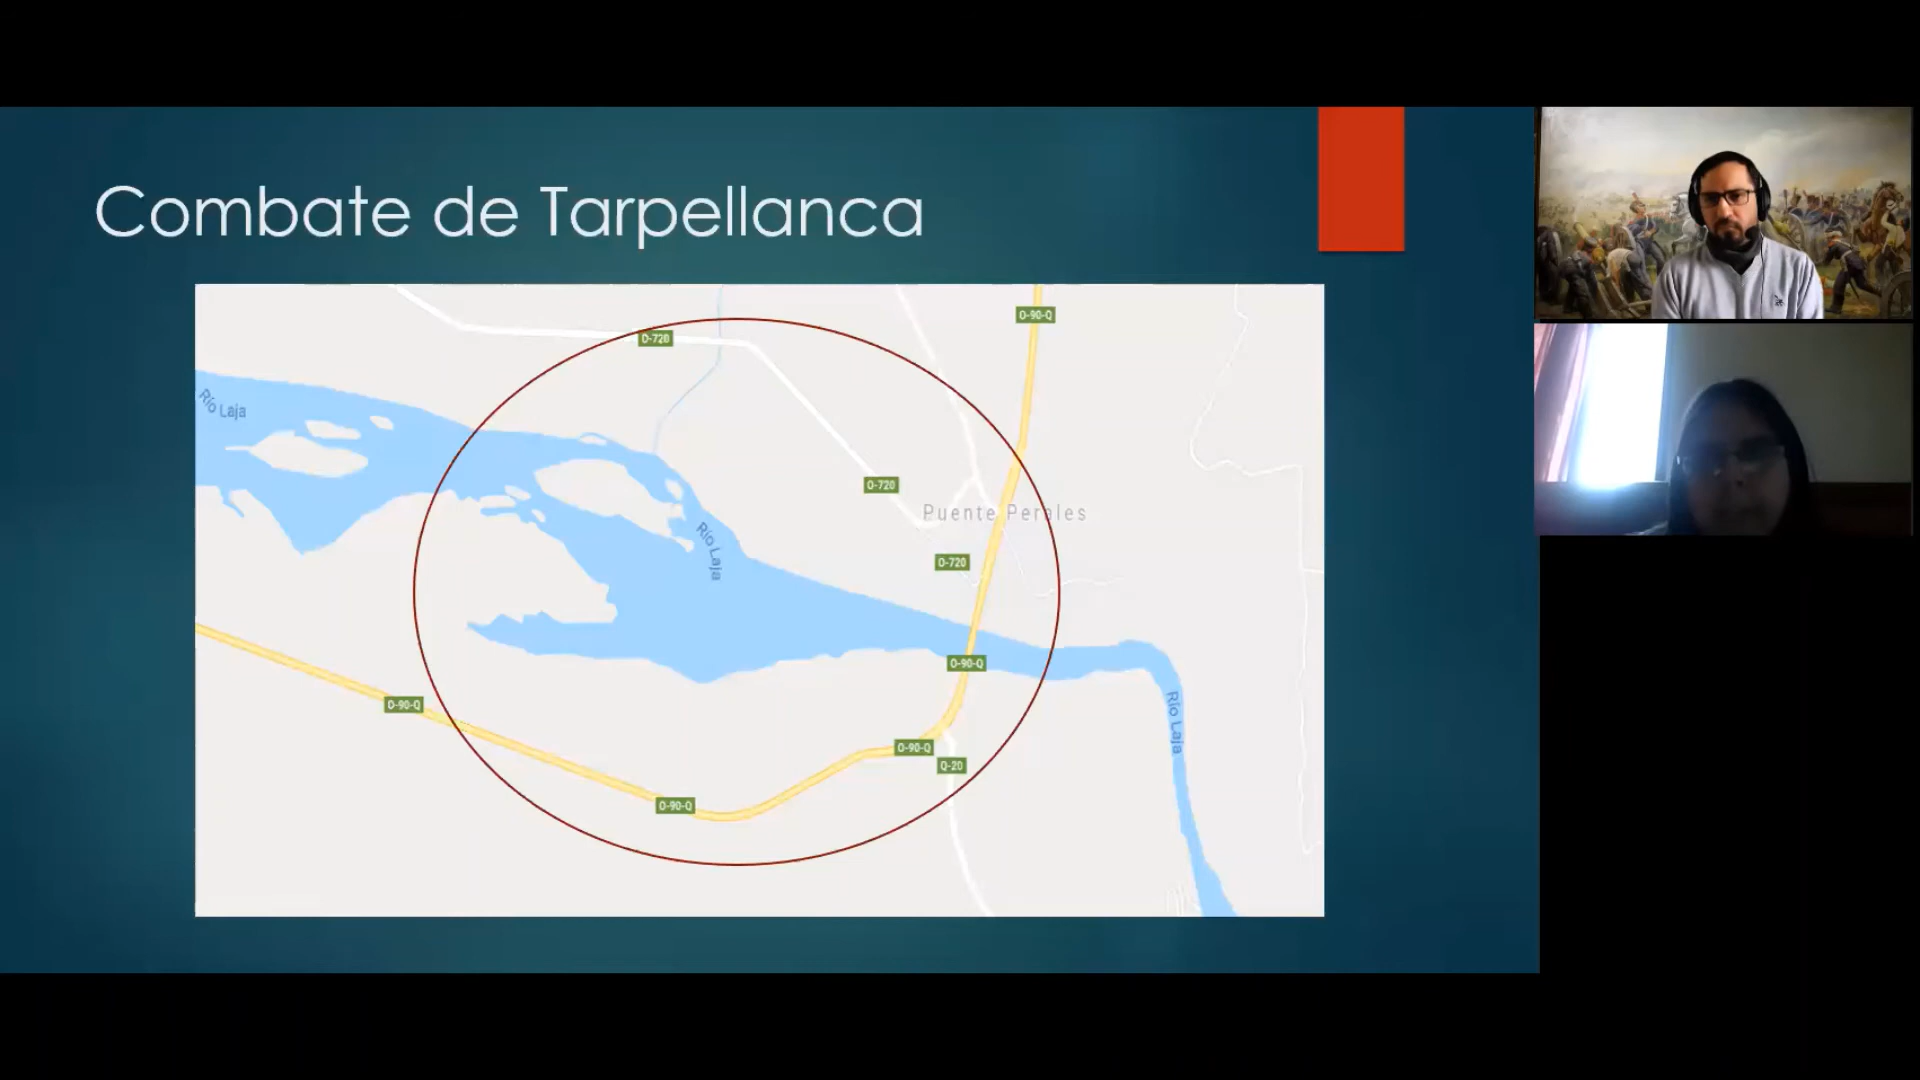 Combate de Tarpellanca
O-90-Q
O-720
Río Laja
O-720
Puente Perales
Río Laja
O-720
O-90-Q
O-90-Q
Río Laja
O-90-Q
Q-20
O-90-Q